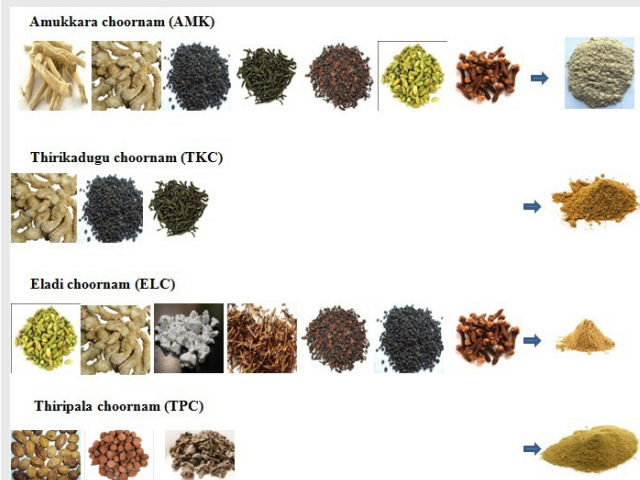 Amukkara choornam (AMK)
Thirikadugu choornam (TKC)
Eladi choornam (ELC)
Thiripala choornam (TPC)